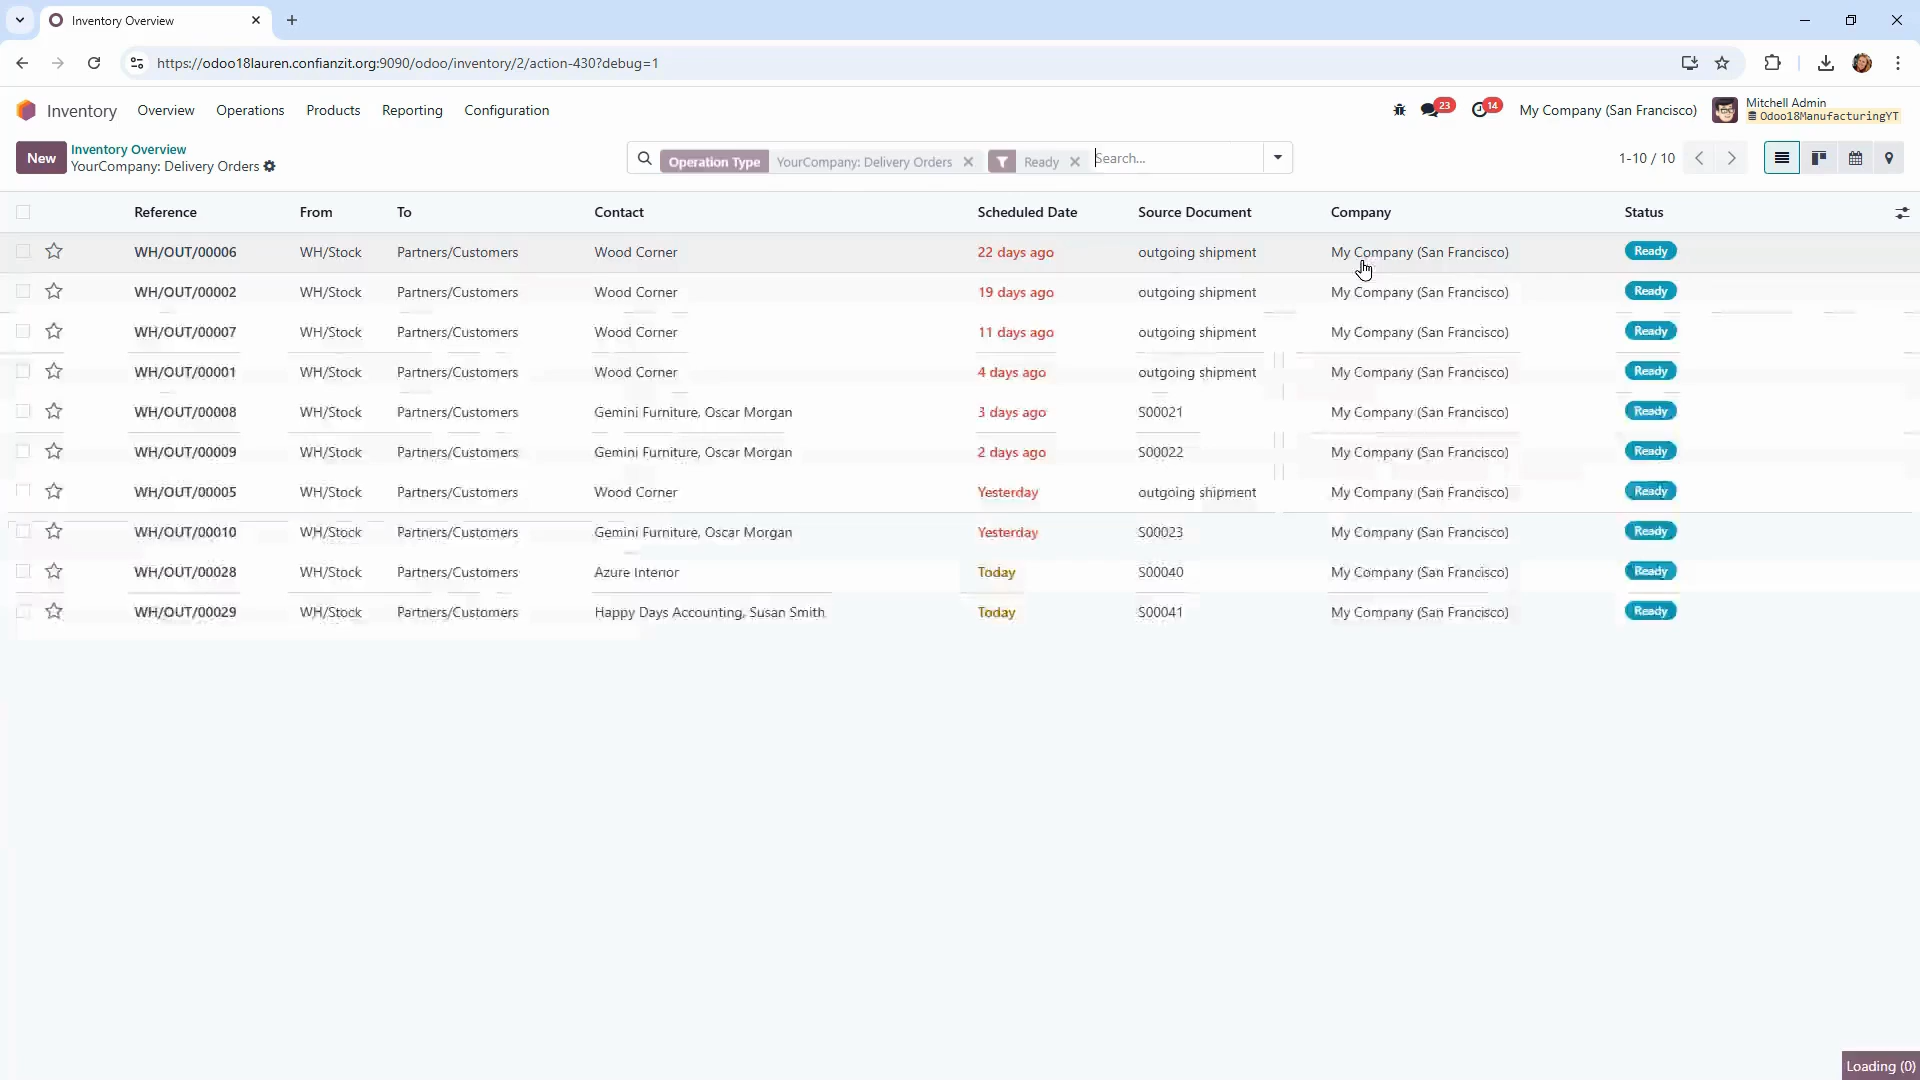 Inventory Overview
https://odoo18lauren.confianzit.org:9090/odoo/inventory/2/action-430?debug=1
Inventory Overview Operations Products Reporting Configuration 23 14 My Company (San Francisco) Mitchell Admin
Odoo18ManufacturingYT
New Inventory Overview
YourCompany: Delivery Orders
Operation Type YourCompany: Delivery Orders Ready Search... 1-10 / 10
Reference From To Contact Scheduled Date Source Document Company Status
WH/OUT/00006 WH/Stock Partners/Customers Wood Corner 22 days ago outgoing shipment My Company (San Francisco) Ready
WH/OUT/00002 WH/Stock Partners/Customers Wood Corner 19 days ago outgoing shipment My Company (San Francisco) Ready
WH/OUT/00007 WH/Stock Partners/Customers Wood Corner 11 days ago outgoing shipment My Company (San Francisco) Ready
WH/OUT/00001 WH/Stock Partners/Customers Wood Corner 4 days ago outgoing shipment My Company (San Francisco) Ready
WH/OUT/00008 WH/Stock Partners/Customers Gemini Furniture, Oscar Morgan 3 days ago S00021 My Company (San Francisco) Ready
WH/OUT/00009 WH/Stock Partners/Customers Gemini Furniture, Oscar Morgan 2 days ago S00022 My Company (San Francisco) Ready
WH/OUT/00005 WH/Stock Partners/Customers Wood Corner Yesterday outgoing shipment My Company (San Francisco) Ready
WH/OUT/00010 WH/Stock Partners/Customers Gemini Furniture, Oscar Morgan Yesterday S00023 My Company (San Francisco) Ready
WH/OUT/00028 WH/Stock Partners/Customers Azure Interior Today S00040 My Company (San Francisco) Ready
WH/OUT/00029 WH/Stock Partners/Customers Happy Days Accounting, Susan Smith Today S00041 My Company (San Francisco) Ready
Loading (0)